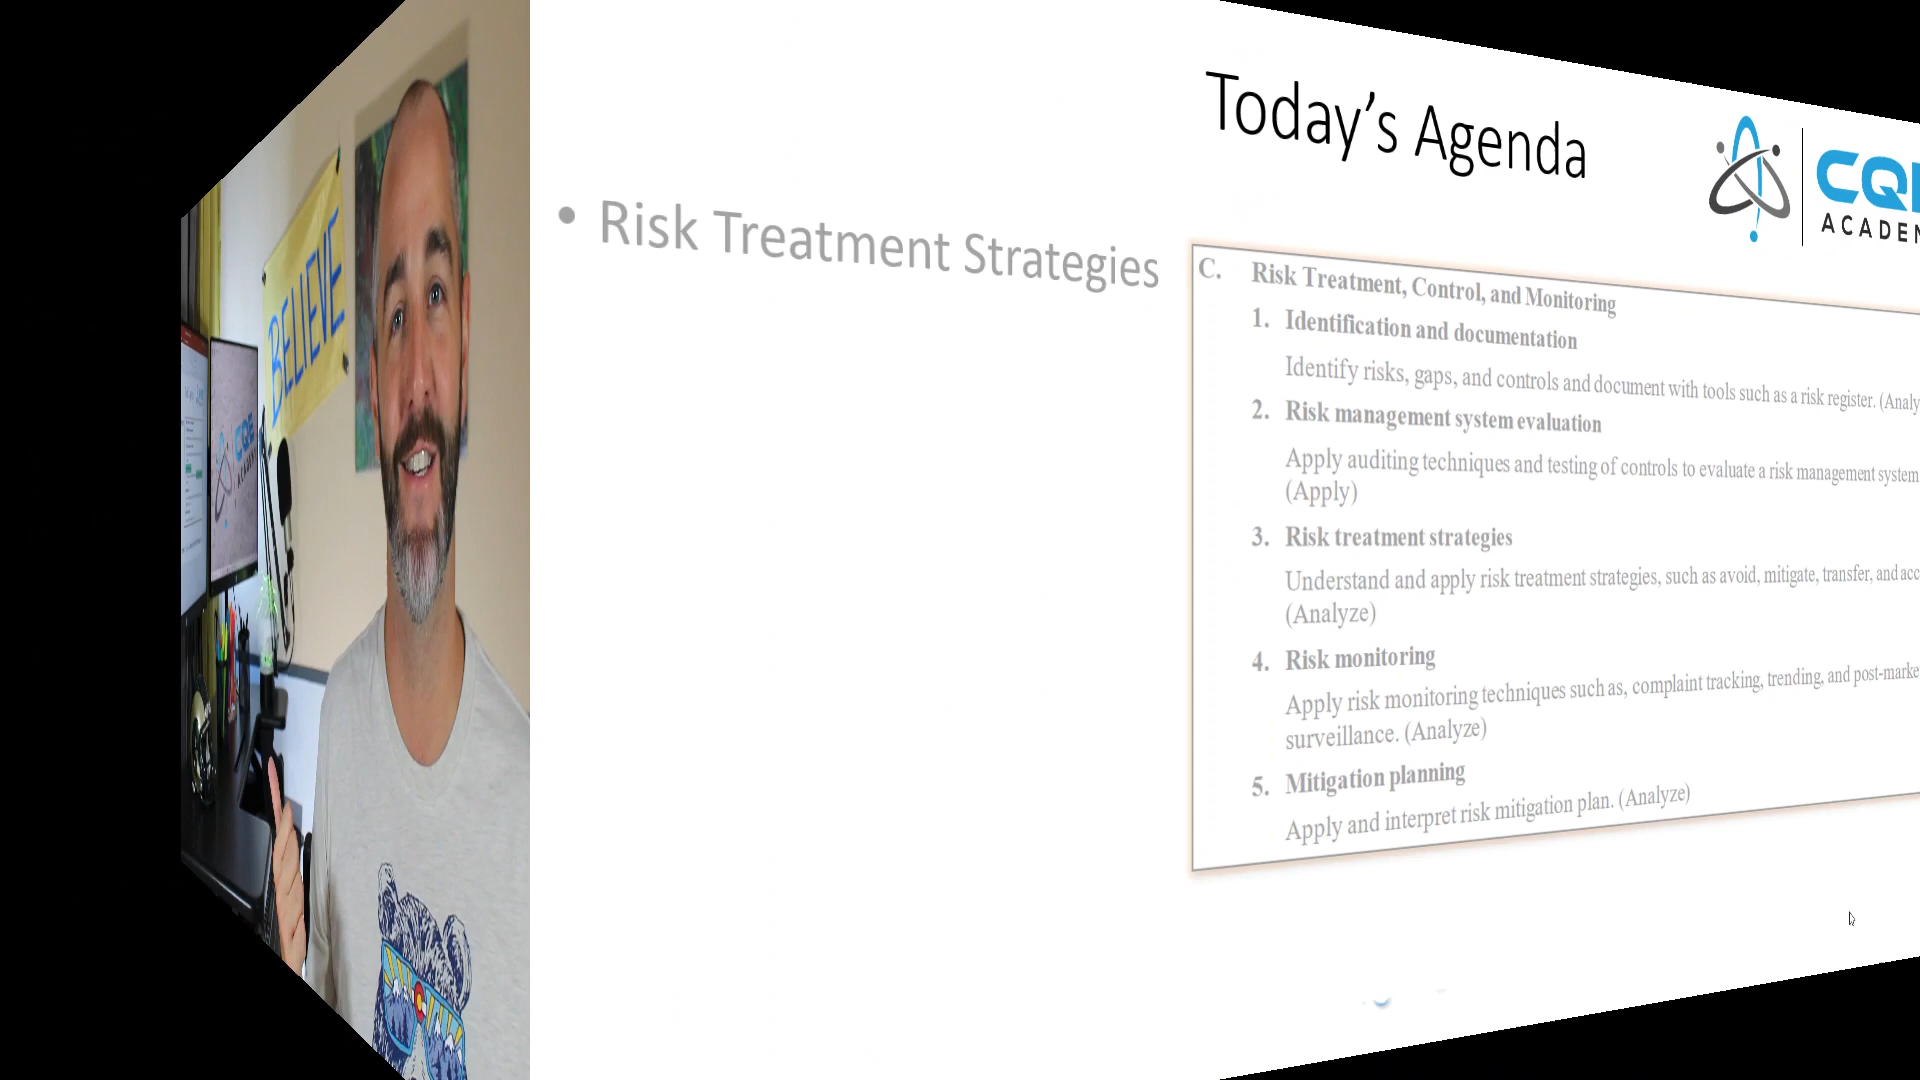 BELIEVE
Today's Agenda
• Risk Treatment Strategies
C. Risk Treatment, Control, and Monitoring
1. Identification and documentation
Identify risks, gaps, and controls and document with tools such as a risk register. (Analy
2. Risk management system evaluation
Apply auditing techniques and testing of controls to evaluate a risk management system
(Apply)
3. Risk treatment strategies
Understand and apply risk treatment strategies, such as avoid, mitigate, transfer, and acc
(Analyze)
4. Risk monitoring
Apply risk monitoring techniques such as, complaint tracking, trending, and post-marke
surveillance. (Analyze)
5. Mitigation planning
Apply and interpret risk mitigation plan. (Analyze)
CQE
ACADEM